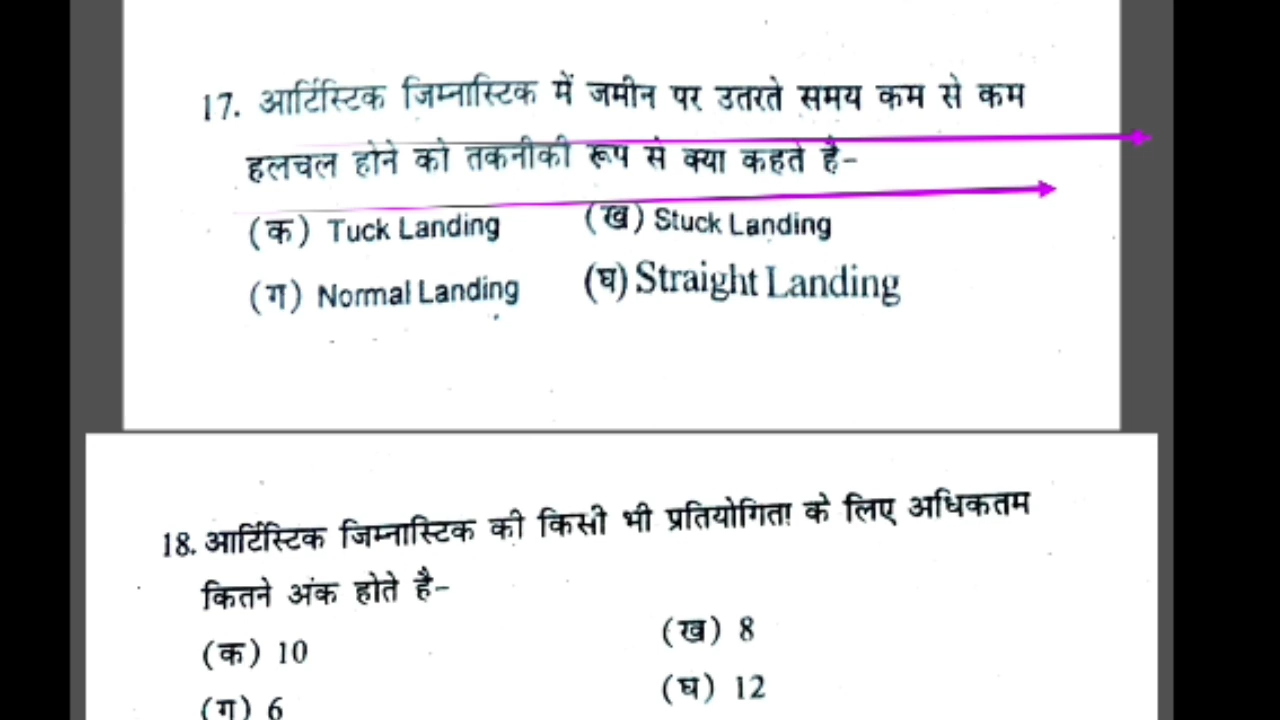 17. आर्टिस्टिक जिम्नास्टिक में जमीन पर उतरते समय कम से कम
हलचल होने को तकनीकी रूप से क्या कहते है-
(क) Tuck Landing (ख) Stuck Landing
(ग) Normal Landing (घ) Straight Landing
18. आर्टिस्टिक जिम्नास्टिक की किसी भी प्रतियोगिता के लिए अधिकतम
कितने अंक होते है-
(क) 10 (ख) 8
(ग) 6 (घ) 12